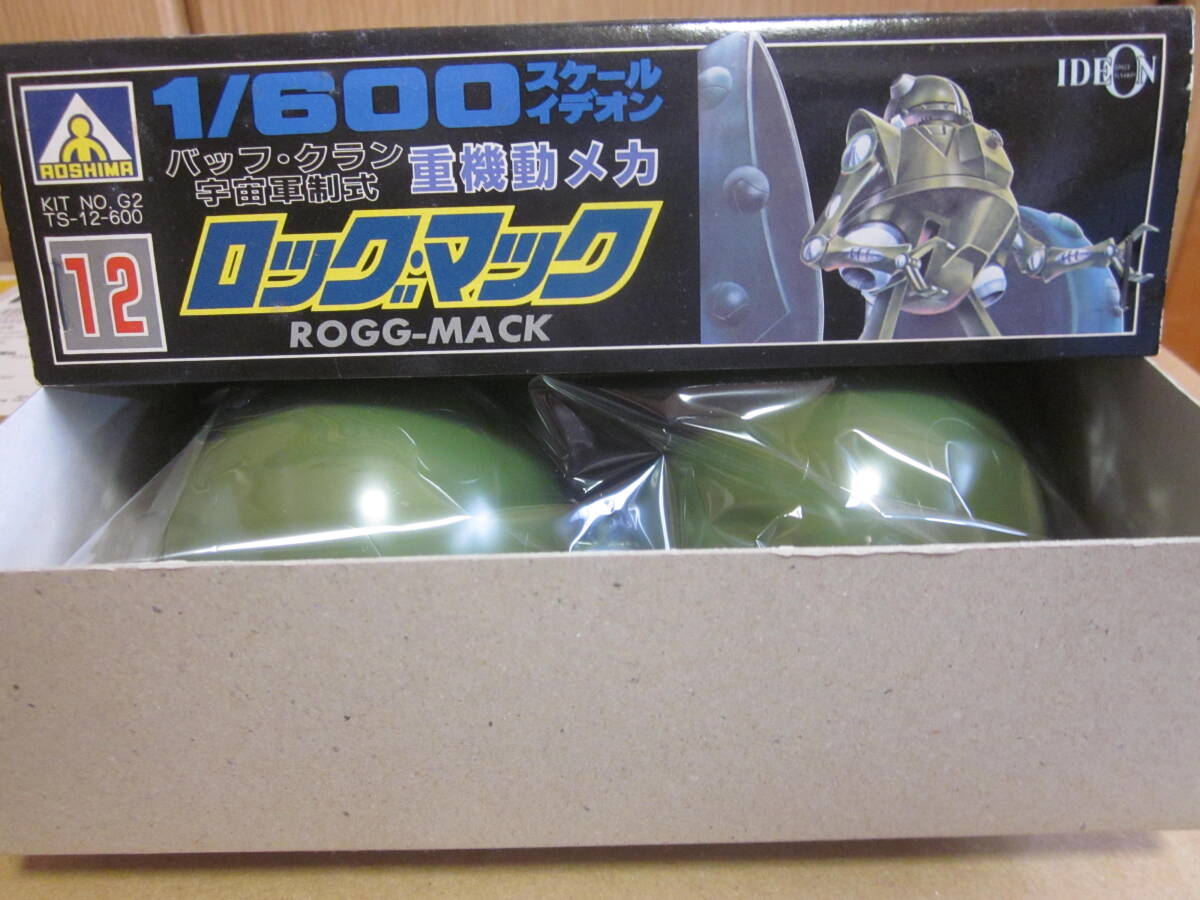 AOSHIMA
KIT NO. G2
TS-12-600
12
1/600 スケール
イデオン
バッフ・クラン
宇宙軍制式
重機動メカ
ロッグ・マック
ROGG-MACK
IDEON